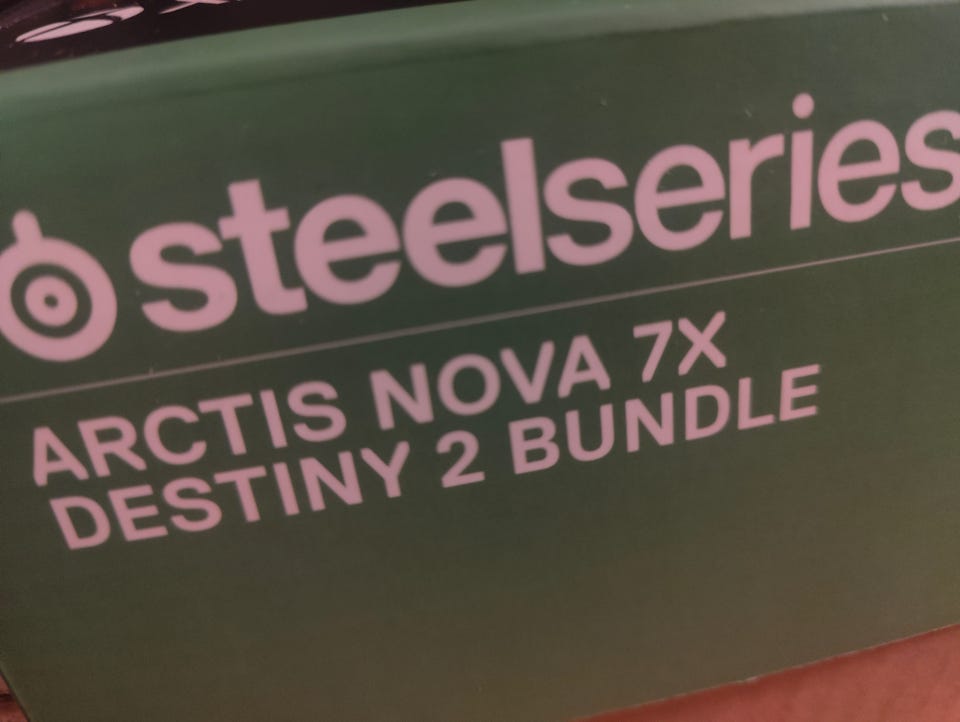 steelseries
ARCTIS NOVA 7X
DESTINY 2 BUNDLE